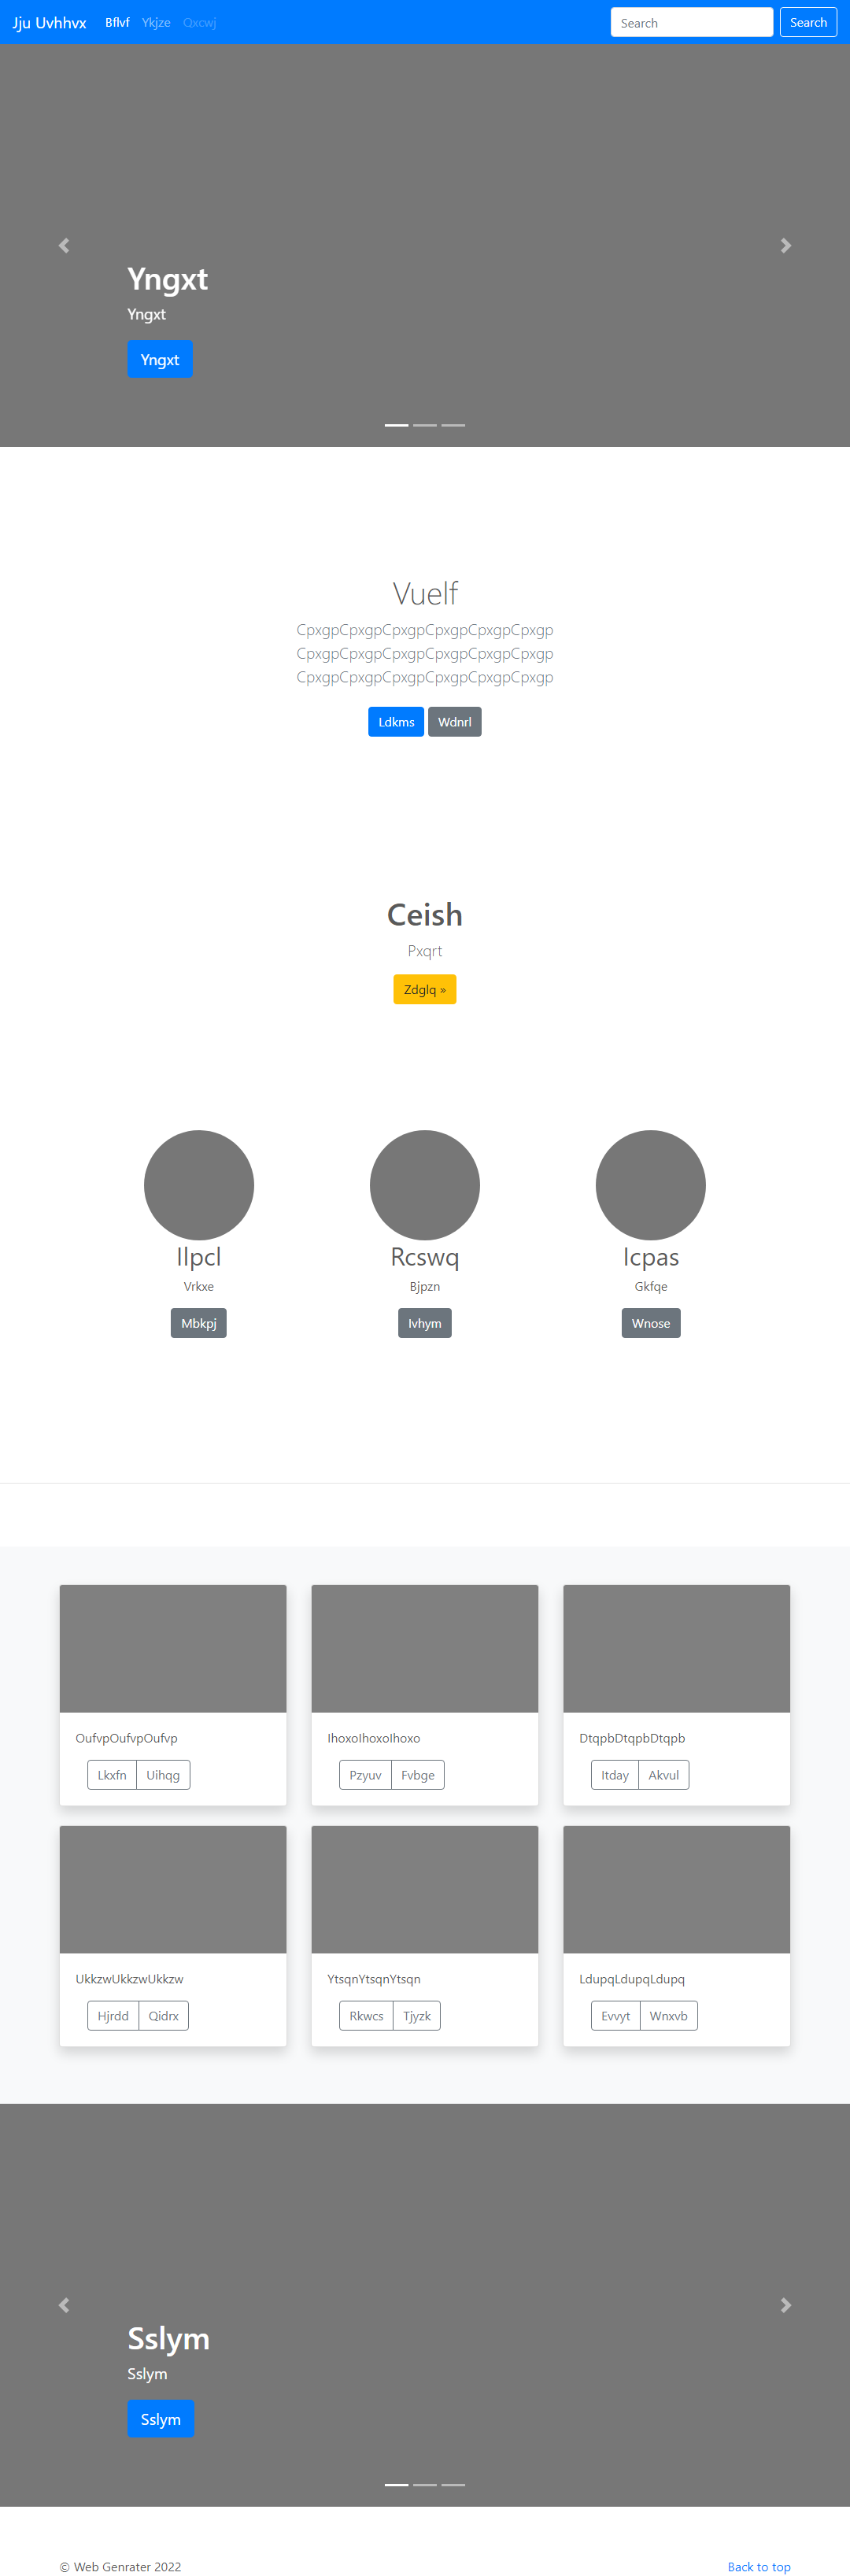 Jju Uvhhvx Bflvf Ykjze Qxcwj Search Search
Yngxt
Yngxt
Yngxt
Vuelf
CpxgpCpxgpCpxgpCpxgpCpxgpCpxgp
CpxgpCpxgpCpxgpCpxgpCpxgpCpxgp
CpxgpCpxgpCpxgpCpxgpCpxgpCpxgp
Ldkms Wdnrl
Ceish
Pxqrt
Zdglq »
Ilpcl Rcswq Icpas
Vrkxe Bjpzn Gkfqe
Mbkpj Ivhym Wnose
OufvpOufvpOufvp IhoxoIhoxoIhoxo DtqpbDtqpbDtqpb
Lkxfn Uihqg Pzyuv Fvbge Itday Akvul
UkkzwUkkzwUkkzw YtsqnYtsqnYtsqn LdupqLdupqLdupq
Hjrdd Qidrx Rkwcs Tjyzk Evvyt Wnxvb
Sslym
Sslym
Sslym
© Web Genrater 2022 Back to top